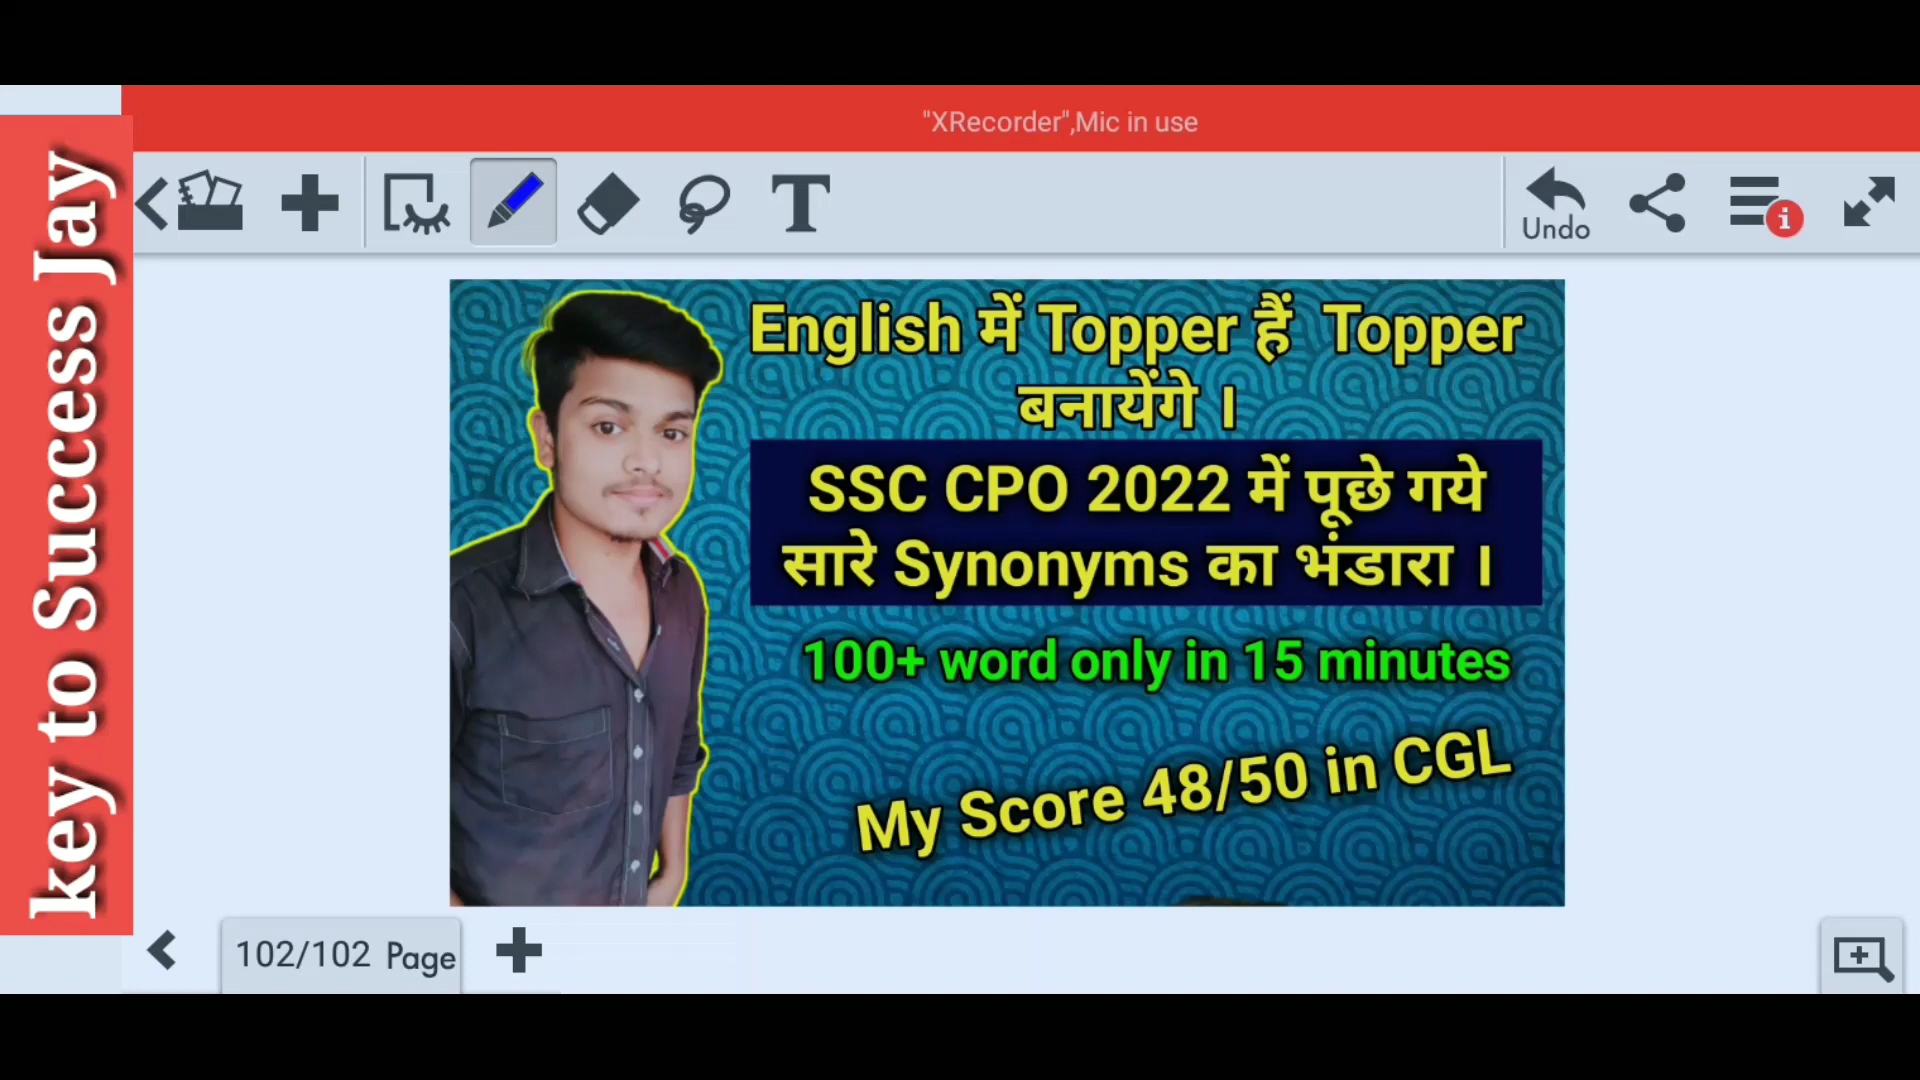 "XRecorder",Mic in use
key to Success Jay
T
Undo
i
English में Topper हैं Topper
बनायेंगे ।
SSC CPO 2022 में पूछे गये
सारे Synonyms का भंडारा ।
100+ word only in 15 minutes
My Score 48/50 in CGL
102/102 Page